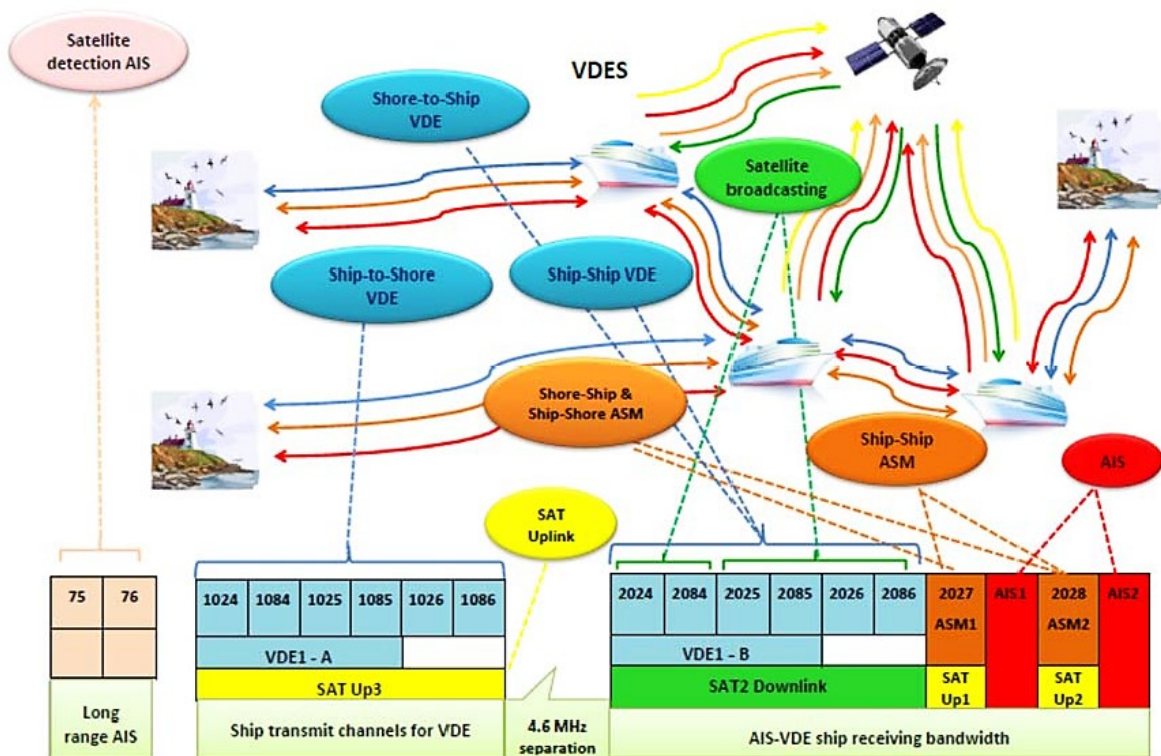 Satellite
detection AIS
VDES
Shore-to-Ship
VDE
Satellite
broadcasting
Ship-to-Shore
VDE
Ship-Ship VDE
Shore-Ship &
Ship-Shore ASM
Ship-Ship
ASM
AIS
SAT
Uplink
75 76
1024 1084 1025 1085 1026 1086
2024 2084 2025 2085 2026 2086 2027 AIS1 2028 AIS2
ASM1 ASM2
VDE1 - A
VDE1 - B
SAT Up3
SAT2 Downlink
SAT
Up1
SAT
Up2
Long
range AIS
Ship transmit channels for VDE
4.6 MHz
separation
AIS-VDE ship receiving bandwidth